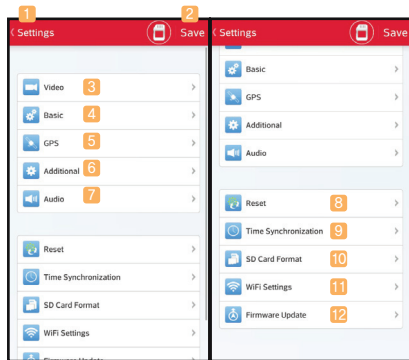 1 2
‹ Settings Save
Video 3 ›
Basic 4 ›
GPS 5 ›
Additional 6 ›
Audio 7 ›
Reset ›
Time Synchronization ›
SD Card Format ›
WiFi Settings ›
Firmware Update ›
‹ Settings Save
Basic ›
GPS ›
Additional ›
Audio ›
Reset 8 ›
Time Synchronization 9 ›
SD Card Format 10 ›
WiFi Settings 11 ›
Firmware Update 12 ›